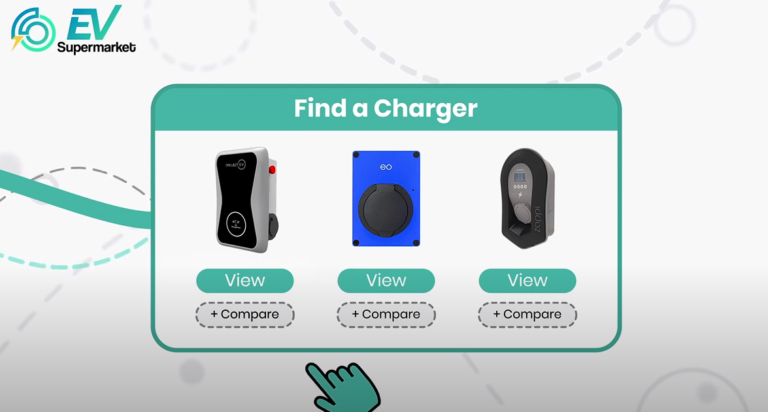 EV
Supermarket
Find a Charger
PROJECT EV
eo
zappi
View
View
View
+ Compare
+ Compare
+ Compare